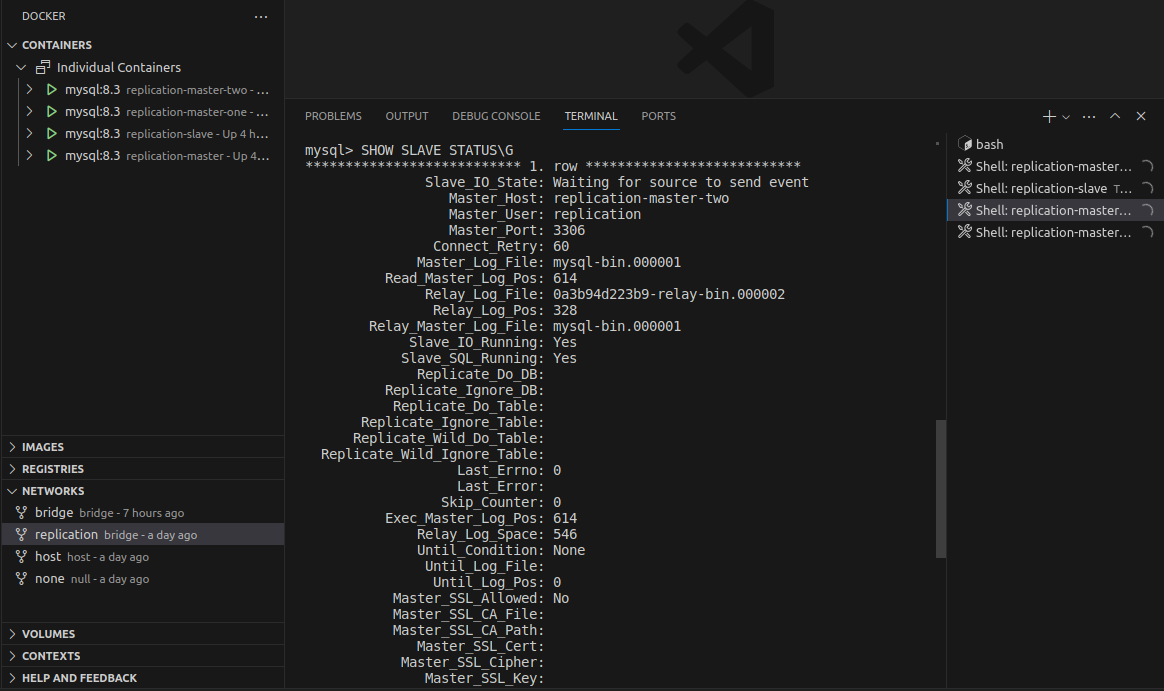 DOCKER
CONTAINERS
Individual Containers
mysql:8.3 replication-master-two - ...
mysql:8.3 replication-master-one - ...
mysql:8.3 replication-slave - Up 4 h...
mysql:8.3 replication-master - Up 4...
IMAGES
REGISTRIES
NETWORKS
bridge bridge - 7 hours ago
replication bridge - a day ago
host host - a day ago
none null - a day ago
VOLUMES
CONTEXTS
HELP AND FEEDBACK
PROBLEMS OUTPUT DEBUG CONSOLE TERMINAL PORTS
mysql> SHOW SLAVE STATUS\G
*************************** 1. row ***************************
Slave_IO_State: Waiting for source to send event
Master_Host: replication-master-two
Master_User: replication
Master_Port: 3306
Connect_Retry: 60
Master_Log_File: mysql-bin.000001
Read_Master_Log_Pos: 614
Relay_Log_File: 0a3b94d223b9-relay-bin.000002
Relay_Log_Pos: 328
Relay_Master_Log_File: mysql-bin.000001
Slave_IO_Running: Yes
Slave_SQL_Running: Yes
Replicate_Do_DB:
Replicate_Ignore_DB:
Replicate_Do_Table:
Replicate_Ignore_Table:
Replicate_Wild_Do_Table:
Replicate_Wild_Ignore_Table:
Last_Errno: 0
Last_Error:
Skip_Counter: 0
Exec_Master_Log_Pos: 614
Relay_Log_Space: 546
Until_Condition: None
Until_Log_File:
Until_Log_Pos: 0
Master_SSL_Allowed: No
Master_SSL_CA_File:
Master_SSL_CA_Path:
Master_SSL_Cert:
Master_SSL_Cipher:
Master_SSL_Key:
bash
Shell: replication-master...
Shell: replication-slave T...
Shell: replication-master...
Shell: replication-master...